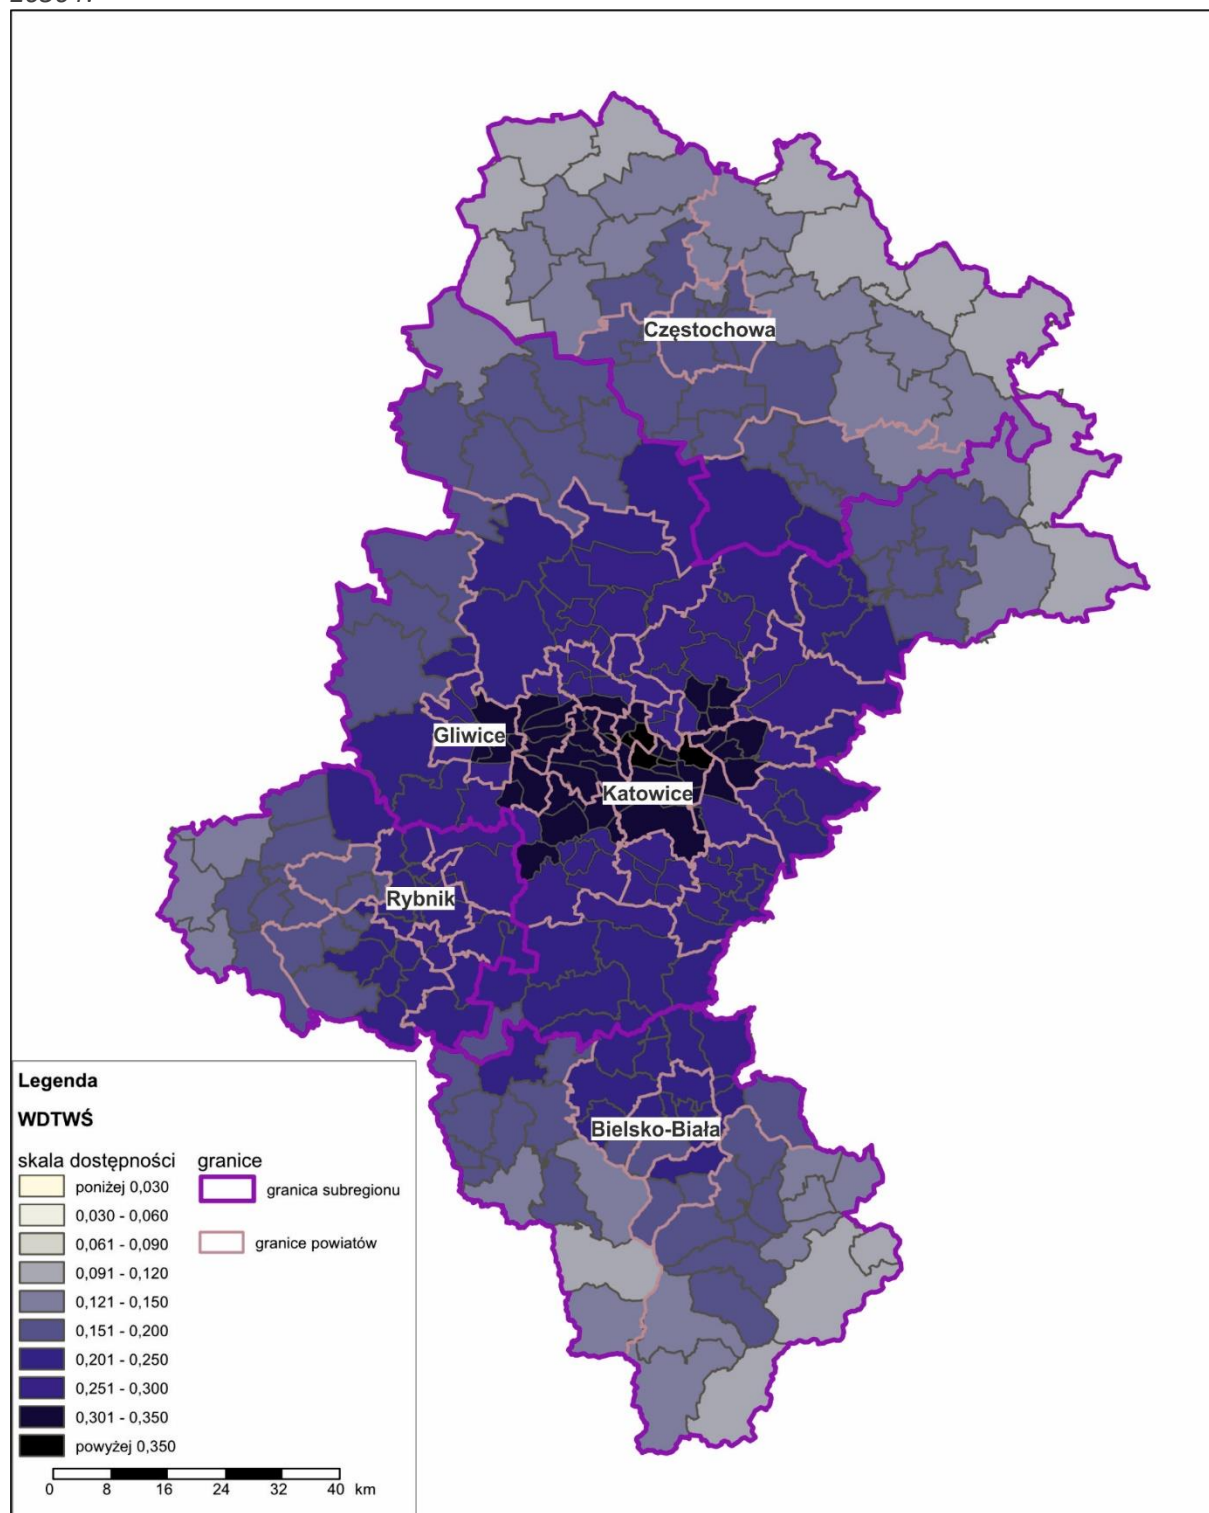 Częstochowa
Gliwice
Katowice
Rybnik
Bielsko-Biała
Legenda
WDTWŚ
skala dostępności
poniżej 0,030
0,030 - 0,060
0,061 - 0,090
0,091 - 0,120
0,121 - 0,150
0,151 - 0,200
0,201 - 0,250
0,251 - 0,300
0,301 - 0,350
powyżej 0,350
granice
granica subregionu
granice powiatów
0 8 16 24 32 40 km